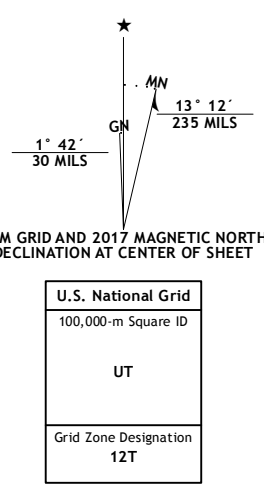 ★
MN
GN
13° 12´
235 MILS
1° 42´
30 MILS
M GRID AND 2017 MAGNETIC NORTH
DECLINATION AT CENTER OF SHEET
U.S. National Grid
100,000-m Square ID
UT
Grid Zone Designation
12T